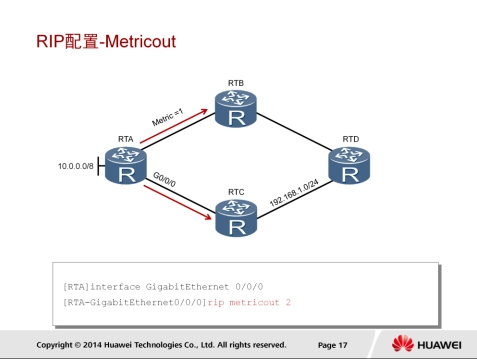 RIP配置-Metricout
RTB
Metric =1
RTA
RTD
10.0.0.0/8
G0/0/0
RTC
192.168.1.0/24
R
R
R
R
[RTA]interface GigabitEthernet 0/0/0
[RTA-GigabitEthernet0/0/0]rip metricout 2
Copyright © 2014 Huawei Technologies Co., Ltd. All rights reserved.
Page 17
HUAWEI